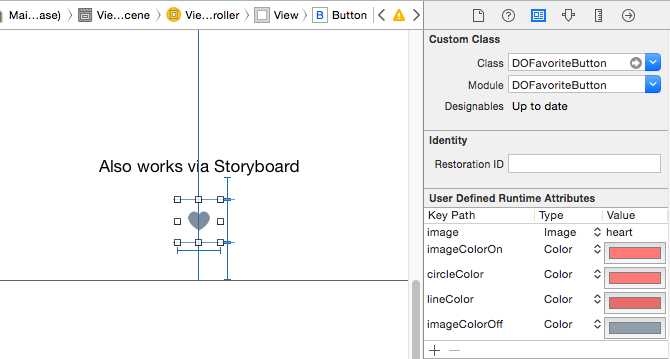 Mai...ase) Vie...cene Vie...roller View B Button
Custom Class
Class DOFavoriteButton
Module DOFavoriteButton
Designables Up to date
Identity
Restoration ID
Also works via Storyboard
User Defined Runtime Attributes
Key Path Type Value
image Image heart
imageColorOn Color
circleColor Color
lineColor Color
imageColorOff Color